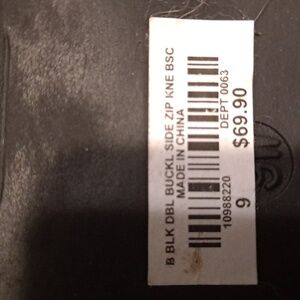 B BLK DBL BUCKL SIDE ZIP KNE BSC
MADE IN CHINA
DEPT 0063
10988220
9
$69.90